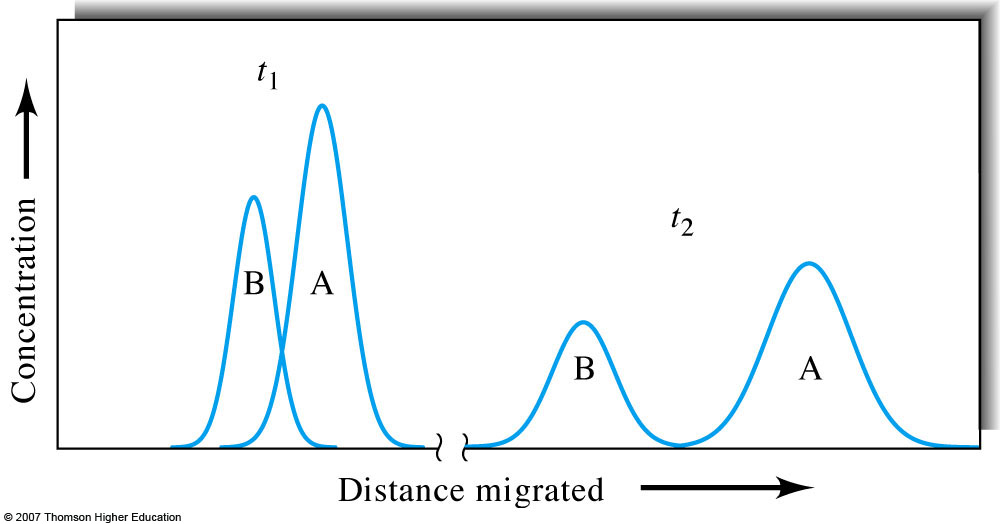 t1
B
A
t2
B
A
Concentration
Distance migrated
© 2007 Thomson Higher Education